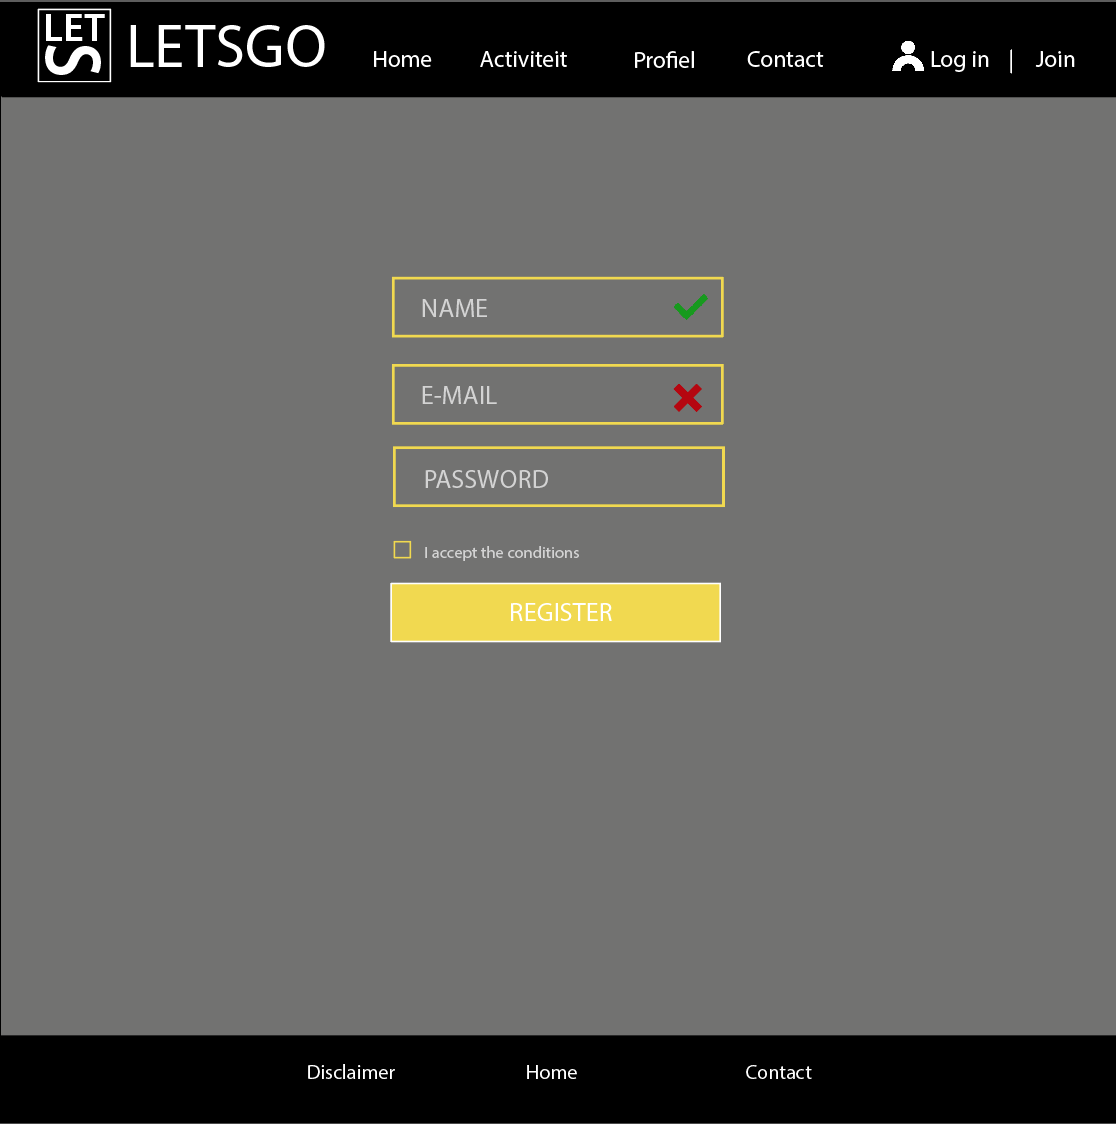 LET
S
LETSGO
Home Activiteit Profiel Contact Log in | Join
NAME
E-MAIL
PASSWORD
I accept the conditions
REGISTER
Disclaimer Home Contact